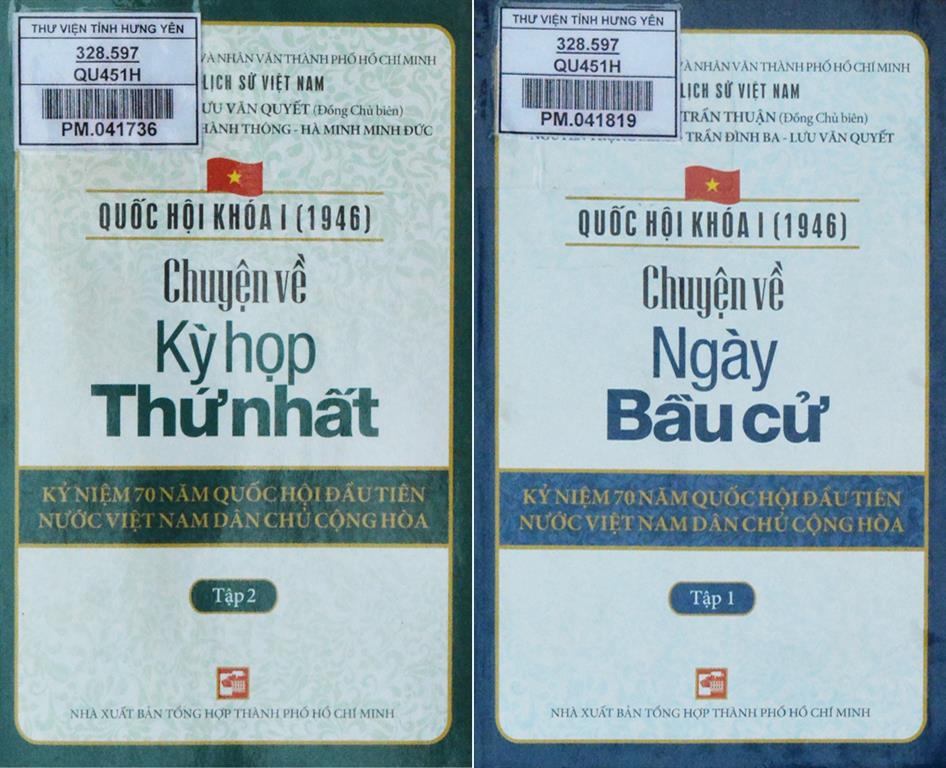 THƯ VIỆN TỈNH HƯNG YÊN
328.597
QU451H
PM.041736
VÀ NHÂN VĂN THÀNH PHỐ HỒ CHÍ MINH
LỊCH SỬ VIỆT NAM
LƯU VĂN QUYẾT (Đồng Chủ biên)
THÀNH THÔNG - HÀ MINH MINH ĐỨC
QUỐC HỘI KHÓA I (1946)
Chuyện về
Kỳ họp
Thứ nhất
KỶ NIỆM 70 NĂM QUỐC HỘI ĐẦU TIÊN
NƯỚC VIỆT NAM DÂN CHỦ CỘNG HÒA
Tập 2
NHÀ XUẤT BẢN TỔNG HỢP THÀNH PHỐ HỒ CHÍ MINH
THƯ VIỆN TỈNH HƯNG YÊN
328.597
QU451H
PM.041819
VÀ NHÂN VĂN THÀNH PHỐ HỒ CHÍ MINH
LỊCH SỬ VIỆT NAM
TRẦN THUẬN (Đồng Chủ biên)
TRẦN ĐÌNH BA - LƯU VĂN QUYẾT
QUỐC HỘI KHÓA I (1946)
Chuyện về
Ngày
Bầu cử
KỶ NIỆM 70 NĂM QUỐC HỘI ĐẦU TIÊN
NƯỚC VIỆT NAM DÂN CHỦ CỘNG HÒA
Tập 1
NHÀ XUẤT BẢN TỔNG HỢP THÀNH PHỐ HỒ CHÍ MINH